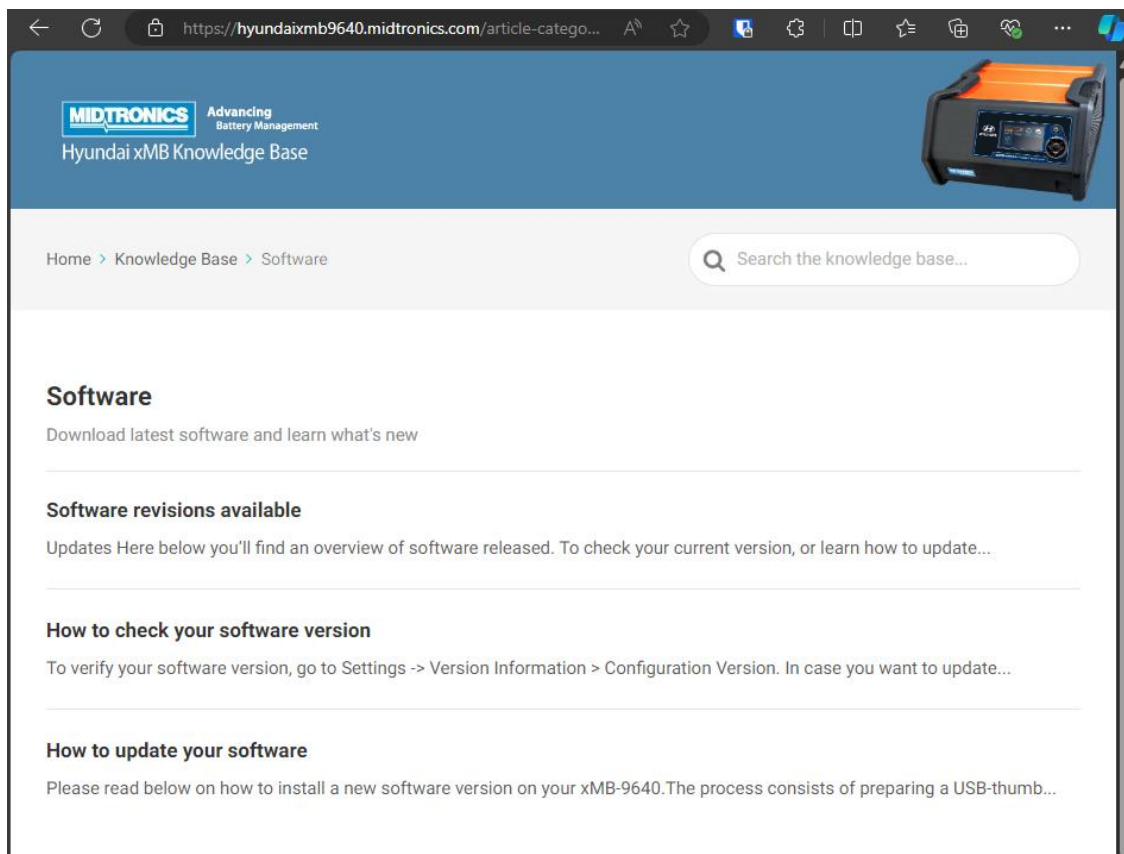 https://hyundaixmb9640.midtronics.com/article-catego...
MIDTRONICS
Advancing
Battery Management
Hyundai xMB Knowledge Base
Home > Knowledge Base > Software
Search the knowledge base...
Software
Download latest software and learn what's new
Software revisions available
Updates Here below you'll find an overview of software released. To check your current version, or learn how to update...
How to check your software version
To verify your software version, go to Settings -> Version Information > Configuration Version. In case you want to update...
How to update your software
Please read below on how to install a new software version on your xMB-9640.The process consists of preparing a USB-thumb...